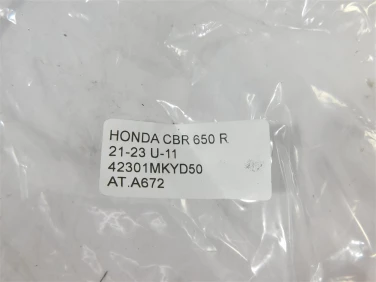 HONDA CBR 650 R
21-23 U-11
42301MKYD50
AT.A672